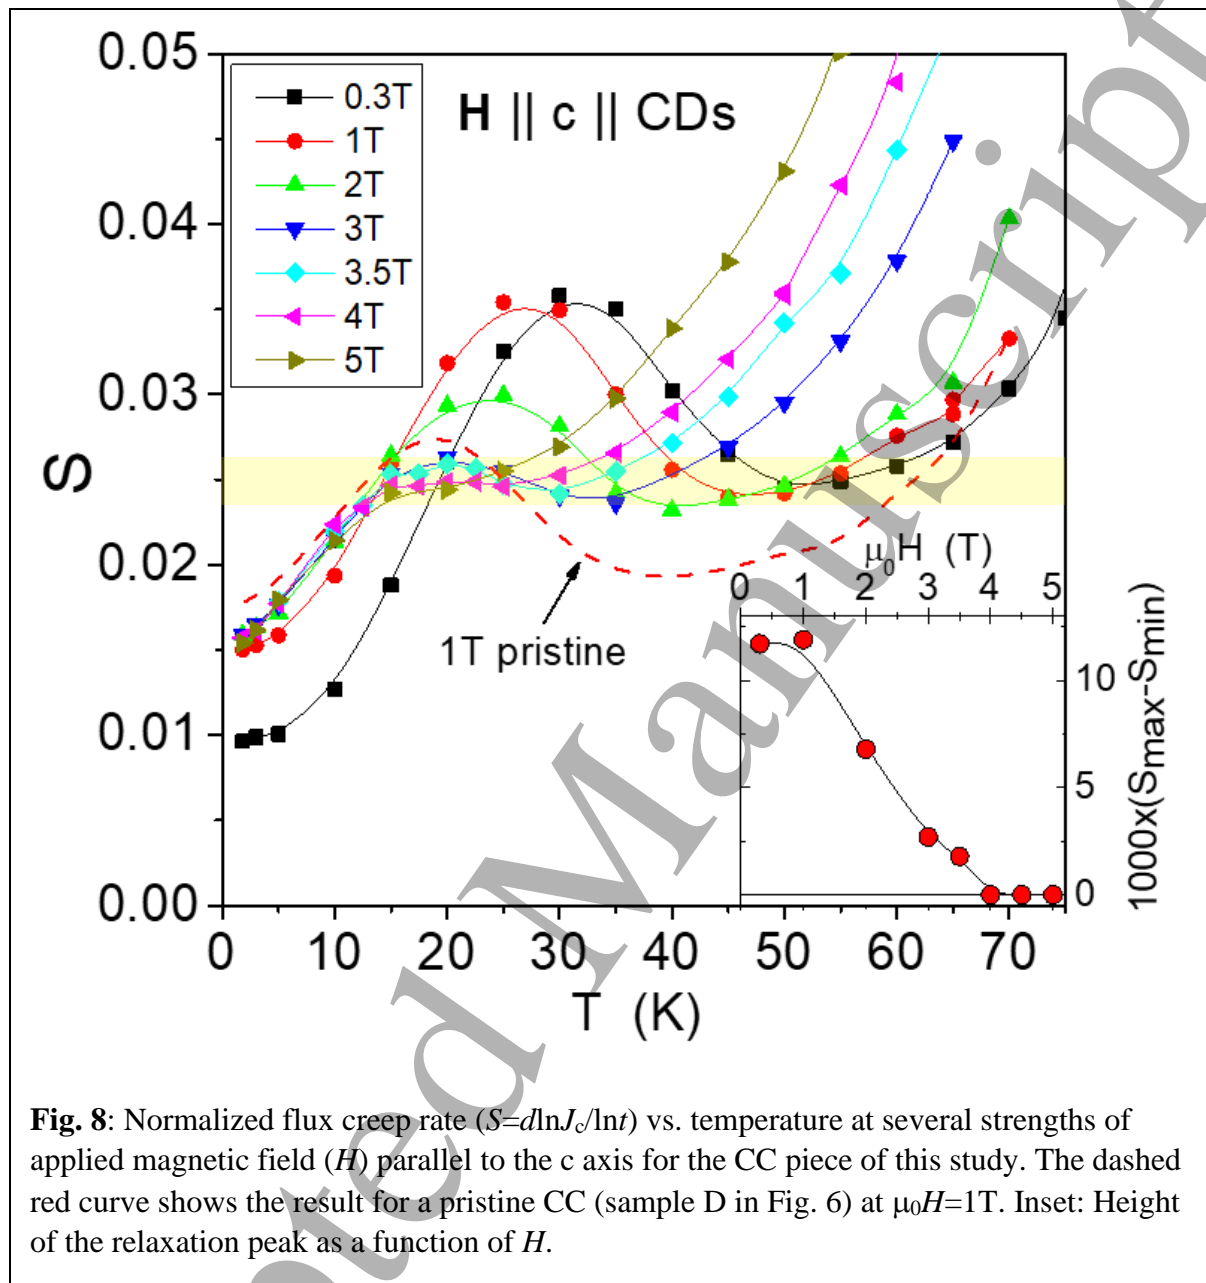 0.05
0.04
0.03
0.02
0.01
0.00
S
0.3T
1T
2T
3T
3.5T
4T
5T
H || c || CDs
1T pristine
μ0H (T)
0 1 2 3 4 5
10
5
0
1000x(Smax-Smin)
0 10 20 30 40 50 60 70
T (K)
Fig. 8: Normalized flux creep rate (S=dlnJc/lnt) vs. temperature at several strengths of
applied magnetic field (H) parallel to the c axis for the CC piece of this study. The dashed
red curve shows the result for a pristine CC (sample D in Fig. 6) at μ0H=1T. Inset: Height
of the relaxation peak as a function of H.
pted Manuscript